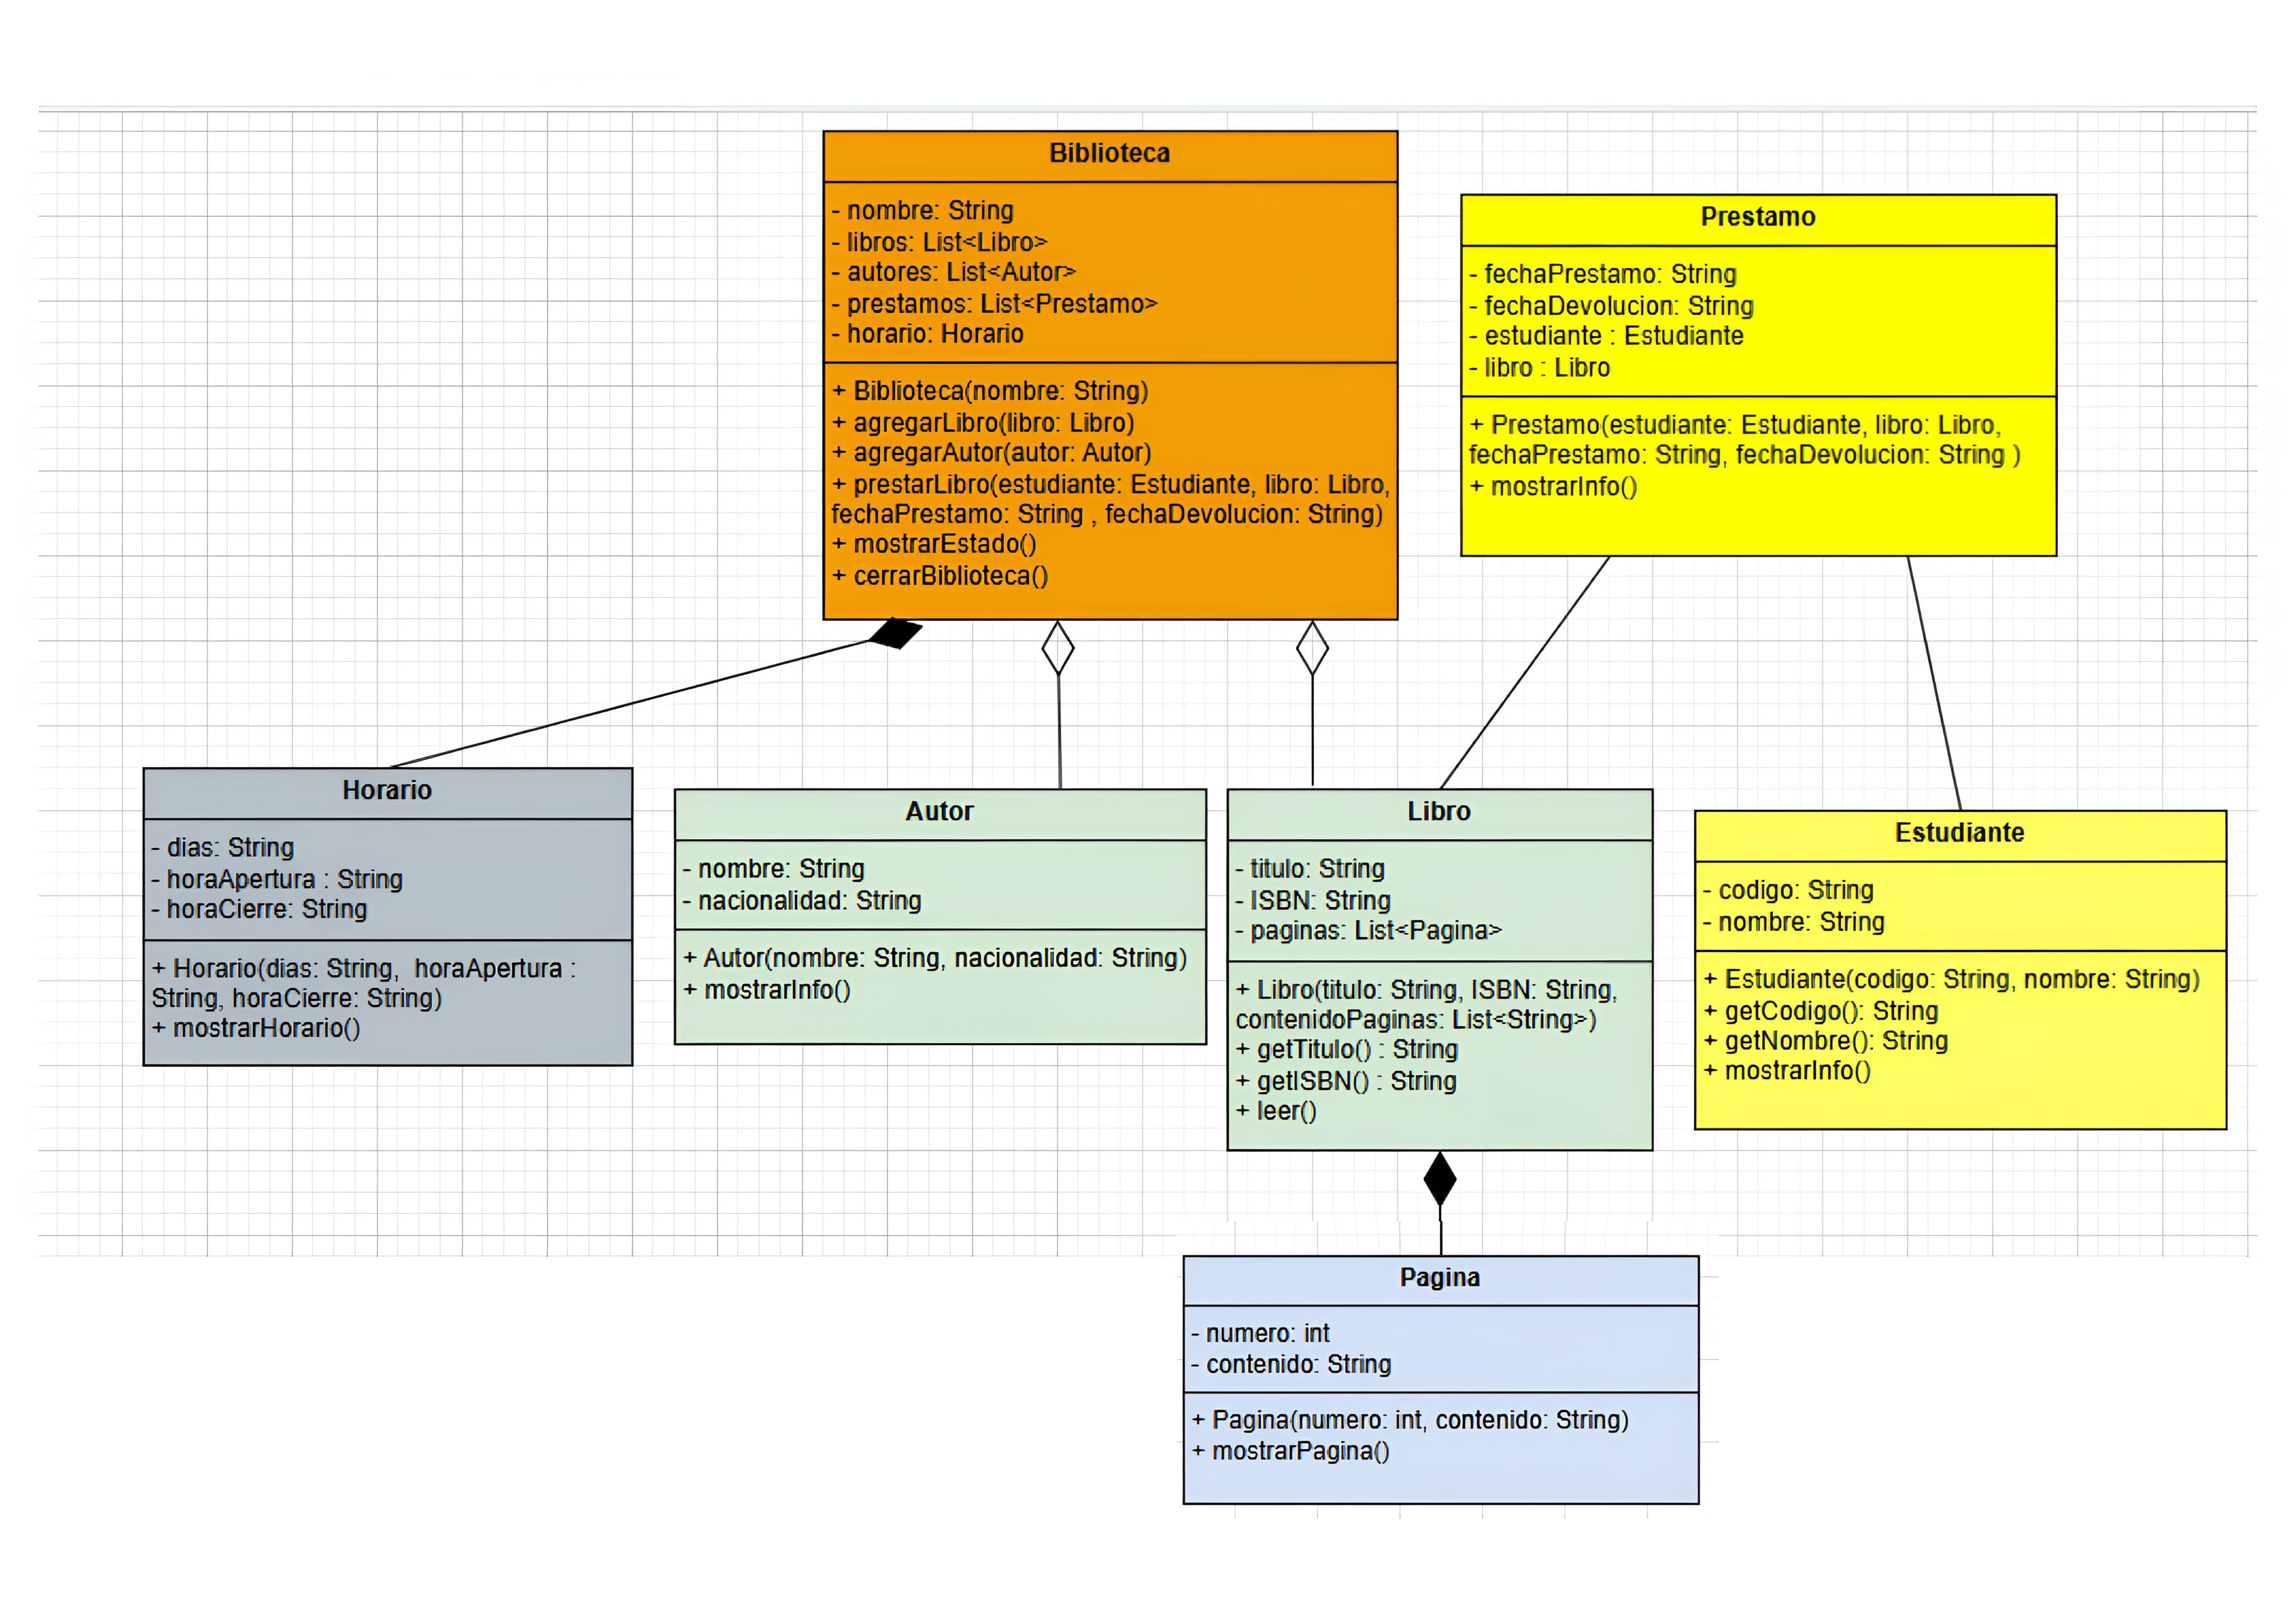 Biblioteca
- nombre: String
- libros: List<Libro>
- autores: List<Autor>
- prestamos: List<Prestamo>
- horario: Horario
+ Biblioteca(nombre: String)
+ agregarLibro(libro: Libro)
+ agregarAutor(autor: Autor)
+ prestarLibro(estudiante: Estudiante, libro: Libro,
fechaPrestamo: String , fechaDevolucion: String)
+ mostrarEstado()
+ cerrarBiblioteca()
Prestamo
- fechaPrestamo: String
- fechaDevolucion: String
- estudiante : Estudiante
- libro : Libro
+ Prestamo(estudiante: Estudiante, libro: Libro,
fechaPrestamo: String, fechaDevolucion: String )
+ mostrarInfo()
Horario
- dias: String
- horaApertura : String
- horaCierre: String
+ Horario(dias: String, horaApertura :
String, horaCierre: String)
+ mostrarHorario()
Autor
- nombre: String
- nacionalidad: String
+ Autor(nombre: String, nacionalidad: String)
+ mostrarInfo()
Libro
- titulo: String
- ISBN: String
- paginas: List<Pagina>
+ Libro(titulo: String, ISBN: String,
contenidoPaginas: List<String>)
+ getTitulo() : String
+ getISBN() : String
+ leer()
Estudiante
- codigo: String
- nombre: String
+ Estudiante(codigo: String, nombre: String)
+ getCodigo(): String
+ getNombre(): String
+ mostrarInfo()
Pagina
- numero: int
- contenido: String
+ Pagina(numero: int, contenido: String)
+ mostrarPagina()